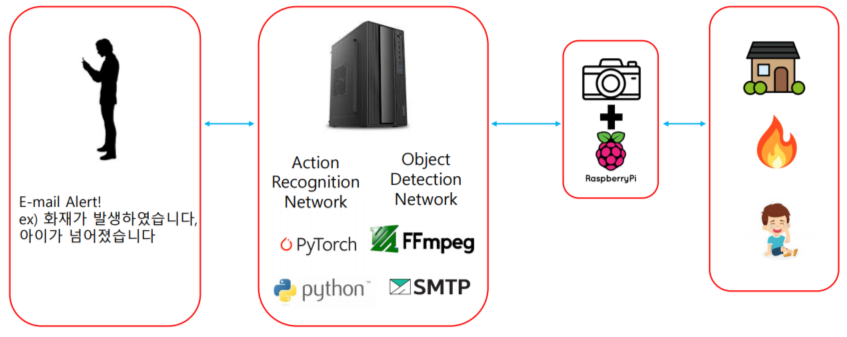 E-mail Alert!
ex) 화재가 발생하였습니다,
아이가 넘어졌습니다
Action
Recognition
Network
Object
Detection
Network
PyTorch
FFmpeg
python™
SMTP
RaspberryPi